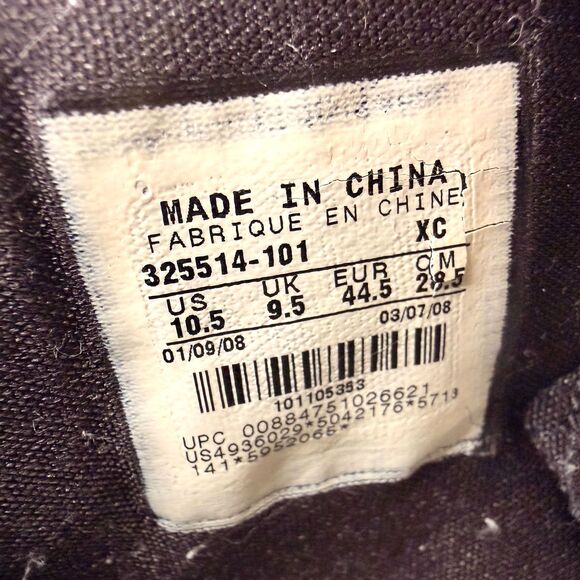 MADE IN CHINA
FABRIQUE EN CHINE
325514-101 XC
US UK EUR CM
10.5 9.5 44.5 28.5
01/09/08 03/07/08
101105353
UPC 00884751026621
US4936029*5042176*5713
141*5952065*